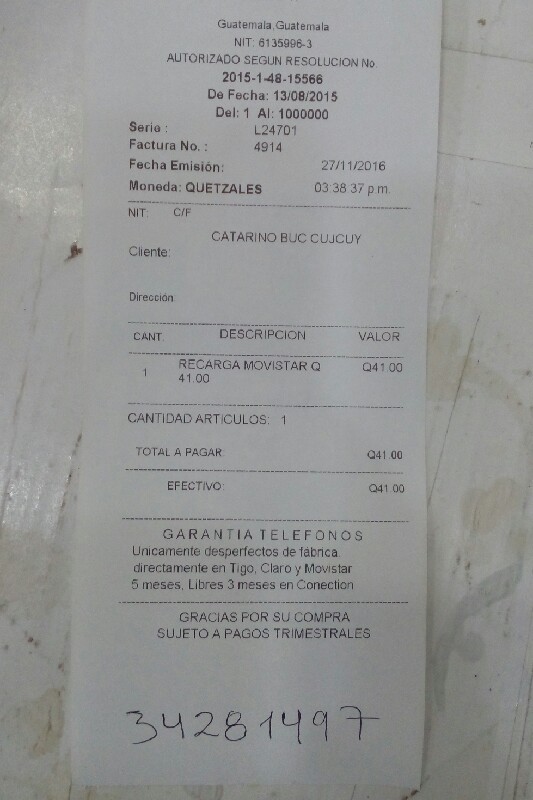 Guatemala,Guatemala
NIT: 6135996-3
AUTORIZADO SEGUN RESOLUCION No.
2015-1-48-15566
De Fecha: 13/08/2015
Del: 1 Al: 1000000
Serie : L24701
Factura No. : 4914
Fecha Emisión: 27/11/2016
Moneda: QUETZALES 03:38 37 p.m.
NIT: C/F
CATARINO BUC CUJCUY
Cliente:
Dirección
CANT. DESCRIPCION VALOR
1 RECARGA MOVISTAR Q Q41.00
41.00
CANTIDAD ARTICULOS: 1
TOTAL A PAGAR: Q41.00
EFECTIVO: Q41.00
GARANTIA TELEFONOS
Unicamente desperfectos de fábrica.
directamente en Tigo, Claro y Movistar
5 meses, Libres 3 meses en Conection
GRACIAS POR SU COMPRA
SUJETO A PAGOS TRIMESTRALES
34281497